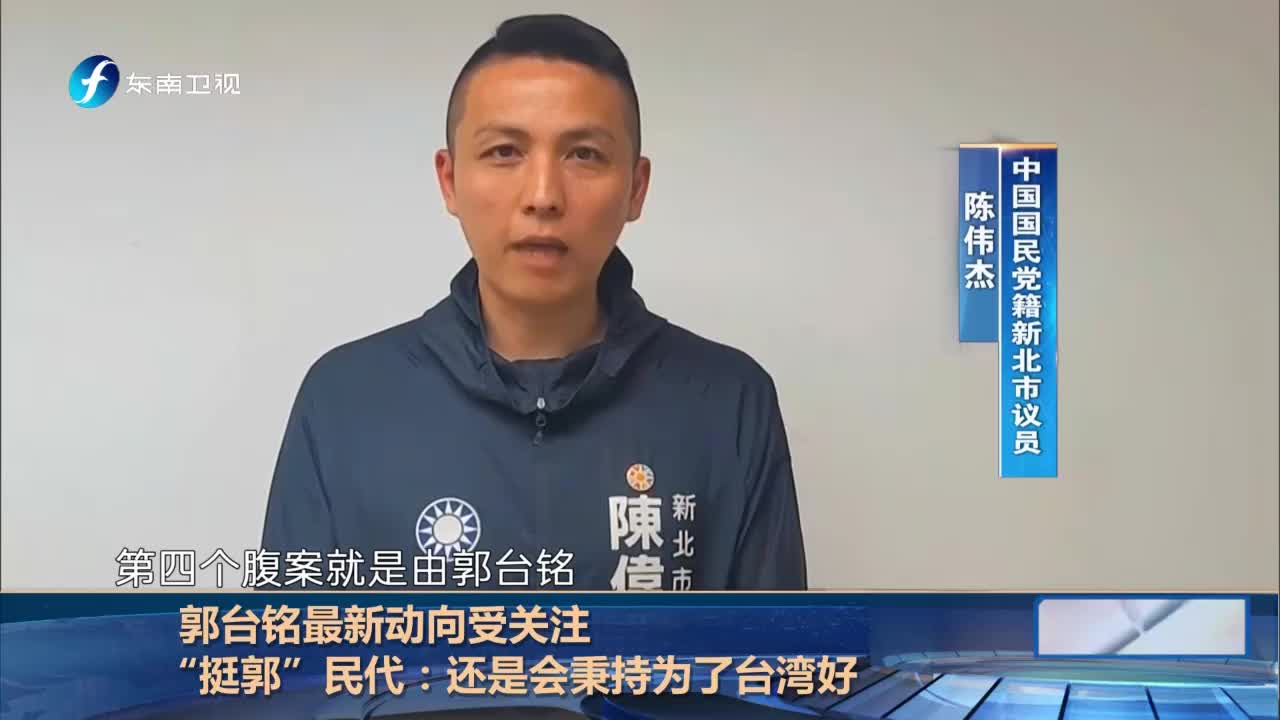 东南卫视
中国国民党籍新北市议员
陈伟杰
新北市
陳偉
第四个腹案就是由郭台铭
郭台铭最新动向受关注
“挺郭”民代：还是会秉持为了台湾好